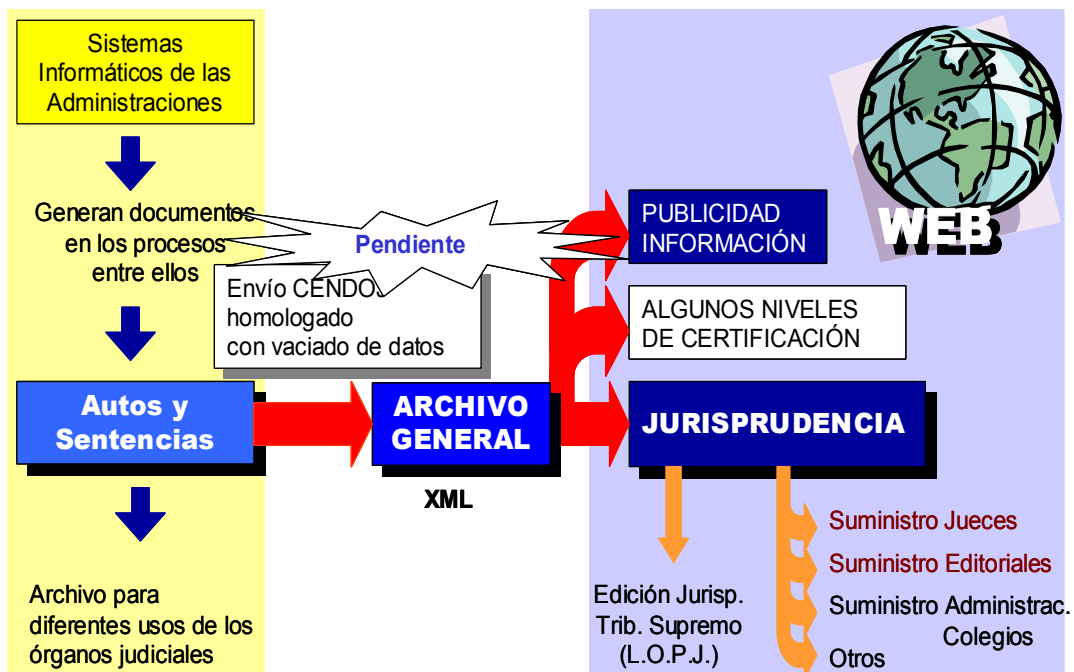 Sistemas
Informáticos de las
Administraciones
Generan documentos
en los procesos
entre ellos
Autos y
Sentencias
Archivo para
diferentes usos de los
órganos judiciales
Pendiente
Envío CENDO
homologado
con vaciado de datos
ARCHIVO
GENERAL
XML
WEB
PUBLICIDAD
INFORMACIÓN
ALGUNOS NIVELES
DE CERTIFICACIÓN
JURISPRUDENCIA
Edición Jurisp.
Trib. Supremo
(L.O.P.J.)
Suministro Jueces
Suministro Editoriales
Suministro Administrac.
Colegios
Otros